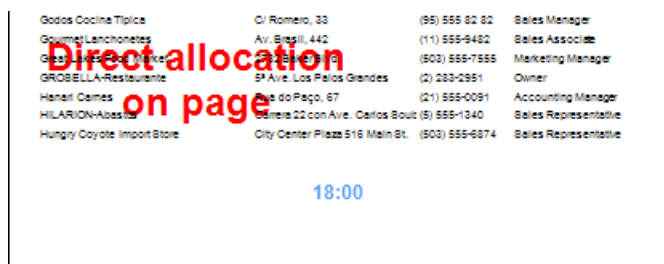 Godos Cocina Típica C/ Romero, 33 (95) 555 82 82 Sales Manager
Gourmet Lanchonetes Av. Brasil, 442 (11) 555-9482 Sales Associate
Great Lakes Food Market 2732 Baker Blvd. (503) 555-7555 Marketing Manager
GROSELLA-Restaurante 5ª Ave. Los Palos Grandes (2) 283-2951 Owner
Hanari Carnes Rua do Paço, 67 (21) 555-0091 Accounting Manager
HILARION-Abastos Carrera 22 con Ave. Carlos Soub (5) 555-1340 Sales Representative
Hungry Coyote Import Store City Center Plaza 516 Main St. (503) 555-6874 Sales Representative
Direct allocation
on page
18:00